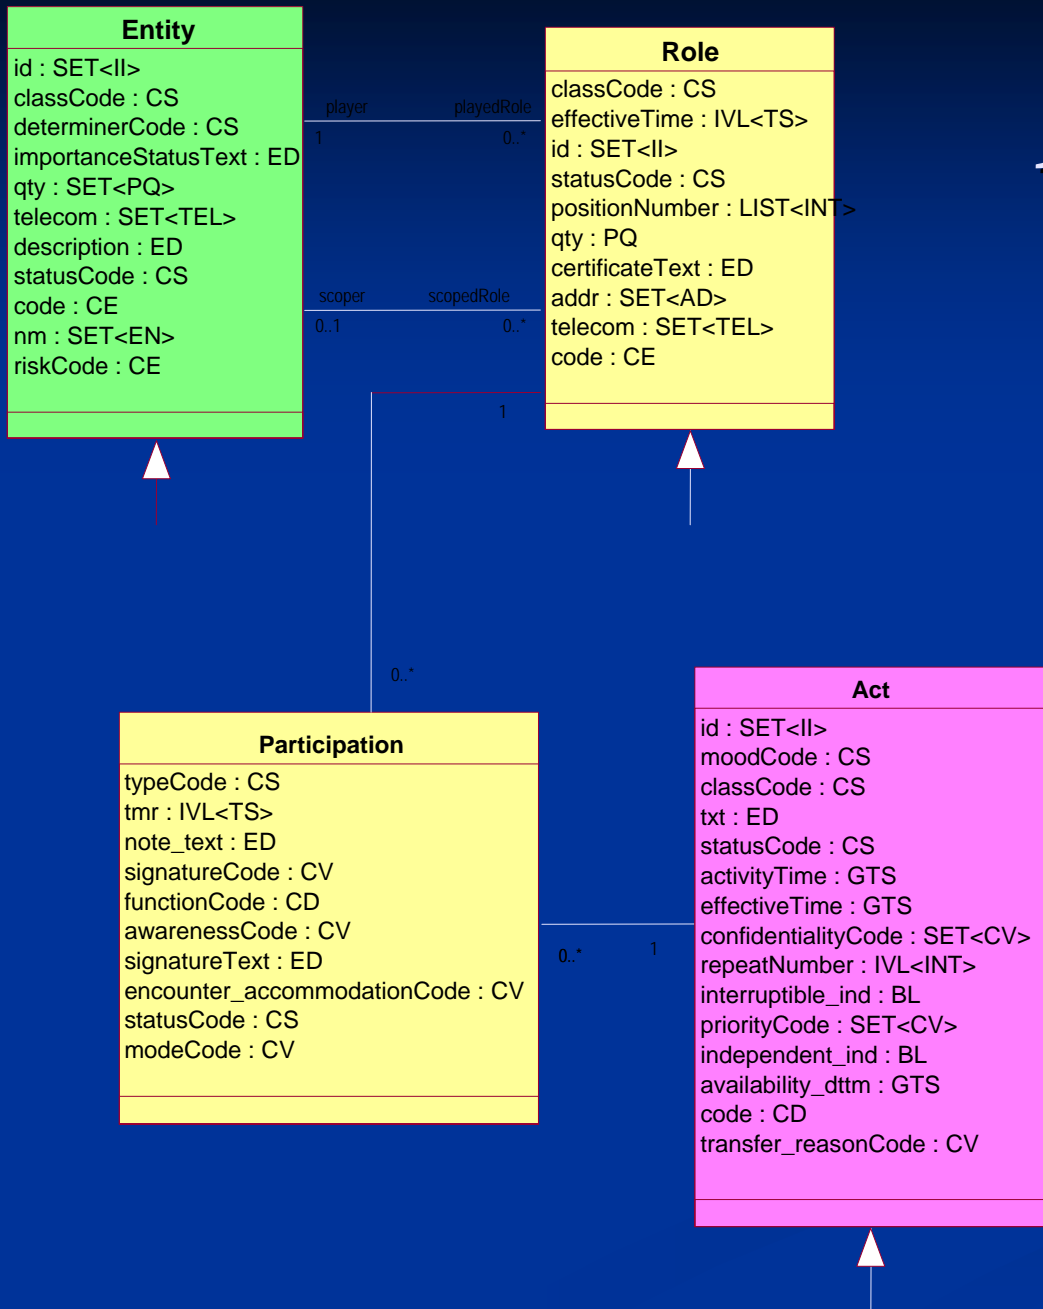 Entity
id : SET<II>
classCode : CS
determinerCode : CS
importanceStatusText : ED
qty : SET<PQ>
telecom : SET<TEL>
description : ED
statusCode : CS
code : CE
nm : SET<EN>
riskCode : CE
player
playedRole
1
0..*
scoper
scopedRole
0..1
0..*
Role
classCode : CS
effectiveTime : IVL<TS>
id : SET<II>
statusCode : CS
positionNumber : LIST<INT>
qty : PQ
certificateText : ED
addr : SET<AD>
telecom : SET<TEL>
code : CE
1
0..*
Participation
typeCode : CS
tmr : IVL<TS>
note_text : ED
signatureCode : CV
functionCode : CD
awarenessCode : CV
signatureText : ED
encounter_accommodationCode : CV
statusCode : CS
modeCode : CV
0..*
1
Act
id : SET<II>
moodCode : CS
classCode : CS
txt : ED
statusCode : CS
activityTime : GTS
effectiveTime : GTS
confidentialityCode : SET<CV>
repeatNumber : IVL<INT>
interruptible_ind : BL
priorityCode : SET<CV>
independent_ind : BL
availability_dttm : GTS
code : CD
transfer_reasonCode : CV